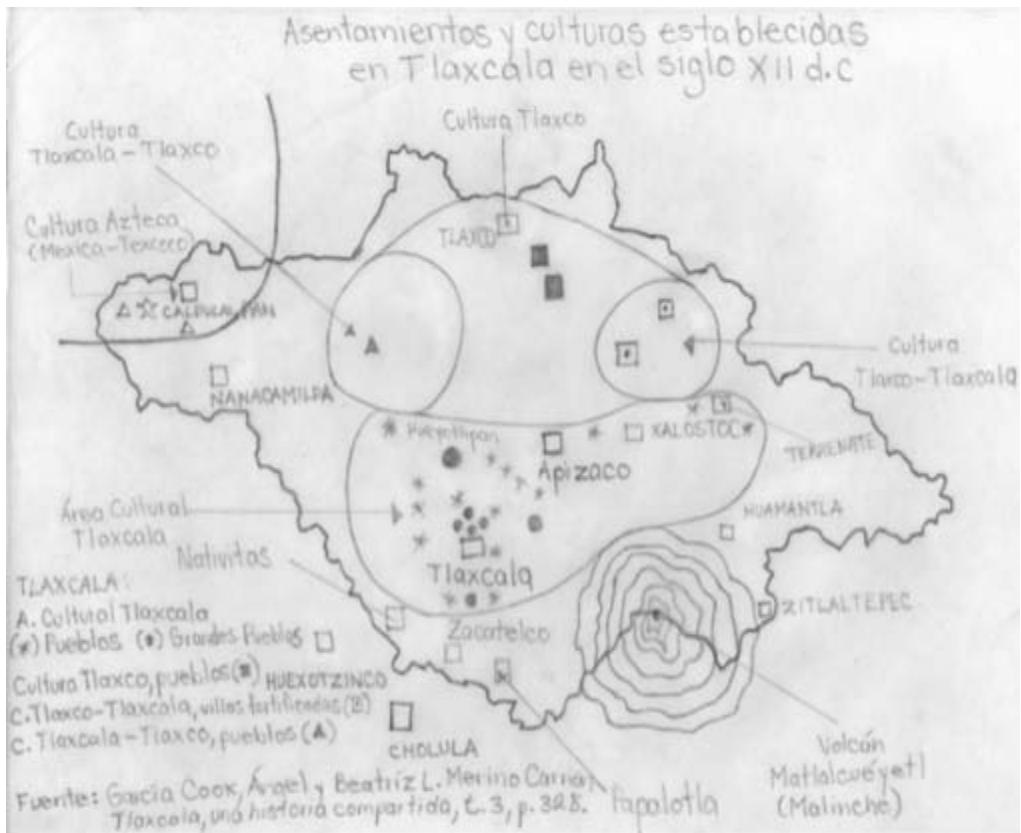 Asentamientos y culturas establecidas
en Tlaxcala en el siglo XII d.c
Cultura
Tlaxcala-Tlaxco
Cultura Tlaxco
Cultura Azteca
(Mexica-Texcoco)
TLAXCO
CALPULALPAN
NANACAMILPA
Cultura
Tlaxco-Tlaxcala
Hueyotlipan
Apizaco
XALOSTOC
TERRENATE
Área Cultural
Tlaxcala
HUAMANTLA
Nativitas
Tlaxcala
ZITLALTEPEC
Zacatelco
TLAXCALA:
A. Cultural Tlaxcala
(*) Pueblos (•) Grandes Pueblos
Cultura Tlaxco, pueblos (■)
HUEXOTZINCO
C. Tlaxco-Tlaxcala, villas fortificadas (⊡)
C. Tlaxcala-Tlaxco, pueblos (▲)
CHOLULA
Volcán
Matlalcuéyetl
(Malinche)
Papalotla
Fuente: García Cook, Ángel y Beatriz L. Merino Carrión
Tlaxcala, una historia compartida, t. 3, p. 328.